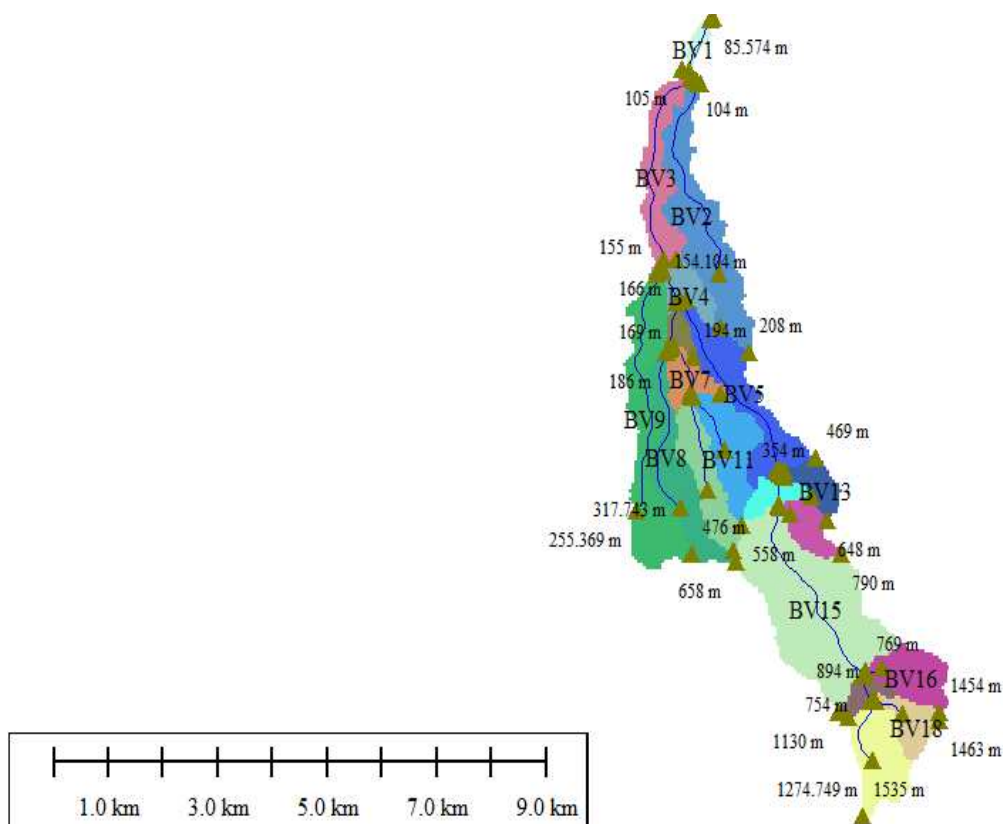 BV1
85.574 m
105 m
104 m
BV3
BV2
155 m
154.104 m
166 m
BV4
169 m
194 m
208 m
186 m
BV7
BV5
BV9
469 m
BV8
BV11
354 m
BV13
317.743 m
476 m
255.369 m
558 m
648 m
658 m
790 m
BV15
769 m
894 m
BV16
1454 m
754 m
BV18
1130 m
1463 m
1274.749 m
1535 m
1.0 km 3.0 km 5.0 km 7.0 km 9.0 km